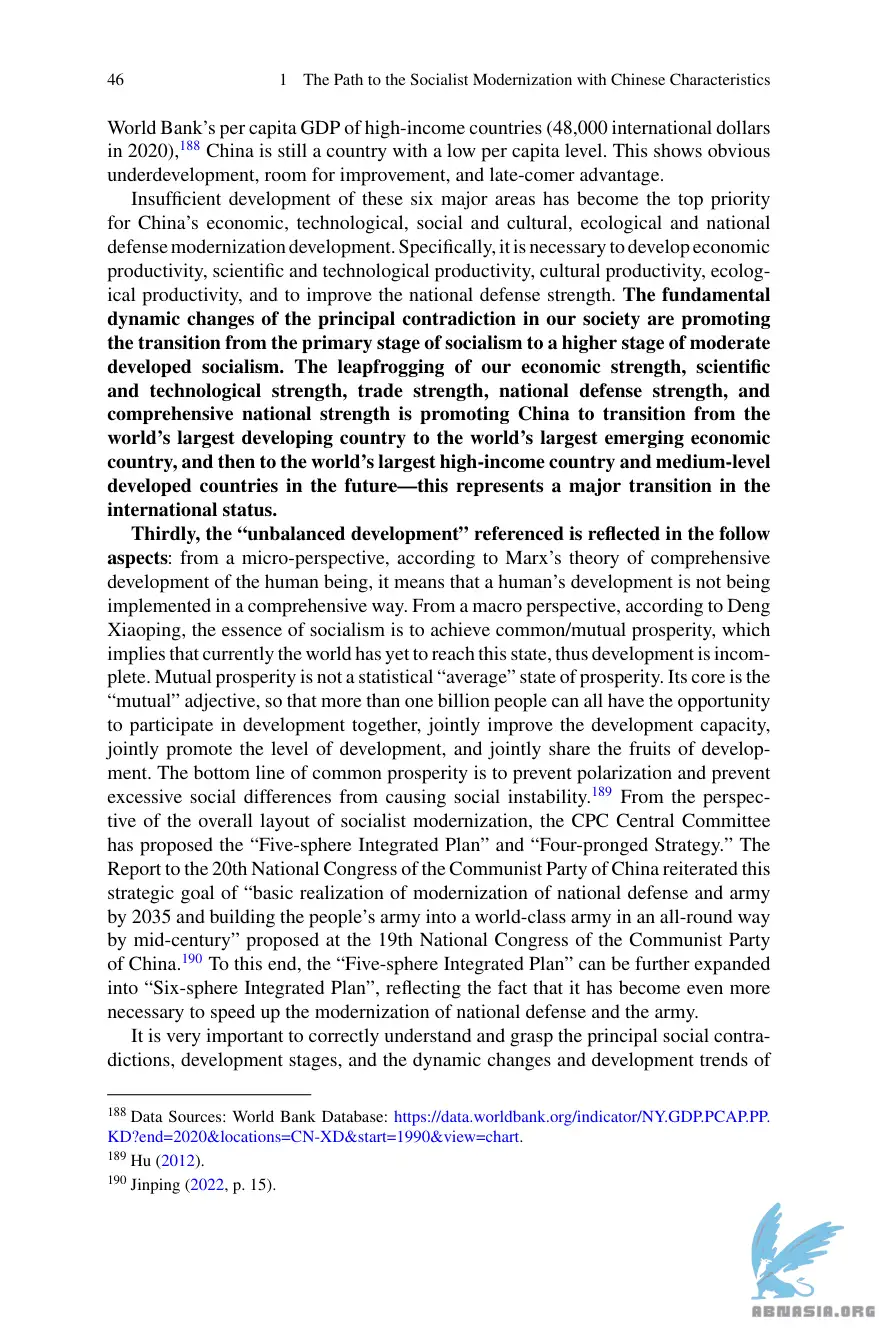 46 1 The Path to the Socialist Modernization with Chinese Characteristics
World Bank's per capita GDP of high-income countries (48,000 international dollars
in 2020),188 China is still a country with a low per capita level. This shows obvious
underdevelopment, room for improvement, and late-comer advantage.
Insufficient development of these six major areas has become the top priority
for China's economic, technological, social and cultural, ecological and national
defense modernization development. Specifically, it is necessary to develop economic
productivity, scientific and technological productivity, cultural productivity, ecolog-
ical productivity, and to improve the national defense strength. The fundamental
dynamic changes of the principal contradiction in our society are promoting
the transition from the primary stage of socialism to a higher stage of moderate
developed socialism. The leapfrogging of our economic strength, scientific
and technological strength, trade strength, national defense strength, and
comprehensive national strength is promoting China to transition from the
world's largest developing country to the world's largest emerging economic
country, and then to the world's largest high-income country and medium-level
developed countries in the future—this represents a major transition in the
international status.
Thirdly, the “unbalanced development” referenced is reflected in the follow
aspects: from a micro-perspective, according to Marx's theory of comprehensive
development of the human being, it means that a human's development is not being
implemented in a comprehensive way. From a macro perspective, according to Deng
Xiaoping, the essence of socialism is to achieve common/mutual prosperity, which
implies that currently the world has yet to reach this state, thus development is incom-
plete. Mutual prosperity is not a statistical “average” state of prosperity. Its core is the
“mutual” adjective, so that more than one billion people can all have the opportunity
to participate in development together, jointly improve the development capacity,
jointly promote the level of development, and jointly share the fruits of develop-
ment. The bottom line of common prosperity is to prevent polarization and prevent
excessive social differences from causing social instability.189 From the perspec-
tive of the overall layout of socialist modernization, the CPC Central Committee
has proposed the “Five-sphere Integrated Plan” and “Four-pronged Strategy.” The
Report to the 20th National Congress of the Communist Party of China reiterated this
strategic goal of “basic realization of modernization of national defense and army
by 2035 and building the people's army into a world-class army in an all-round way
by mid-century” proposed at the 19th National Congress of the Communist Party
of China.190 To this end, the “Five-sphere Integrated Plan” can be further expanded
into “Six-sphere Integrated Plan”, reflecting the fact that it has become even more
necessary to speed up the modernization of national defense and the army.
It is very important to correctly understand and grasp the principal social contra-
dictions, development stages, and the dynamic changes and development trends of
188 Data Sources: World Bank Database: https://data.worldbank.org/indicator/NY.GDP.PCAP.PP.
KD?end=2020&locations=CN-XD&start=1990&view=chart.
189 Hu (2012).
190 Jinping (2022, p. 15).
ABNASIA.ORG